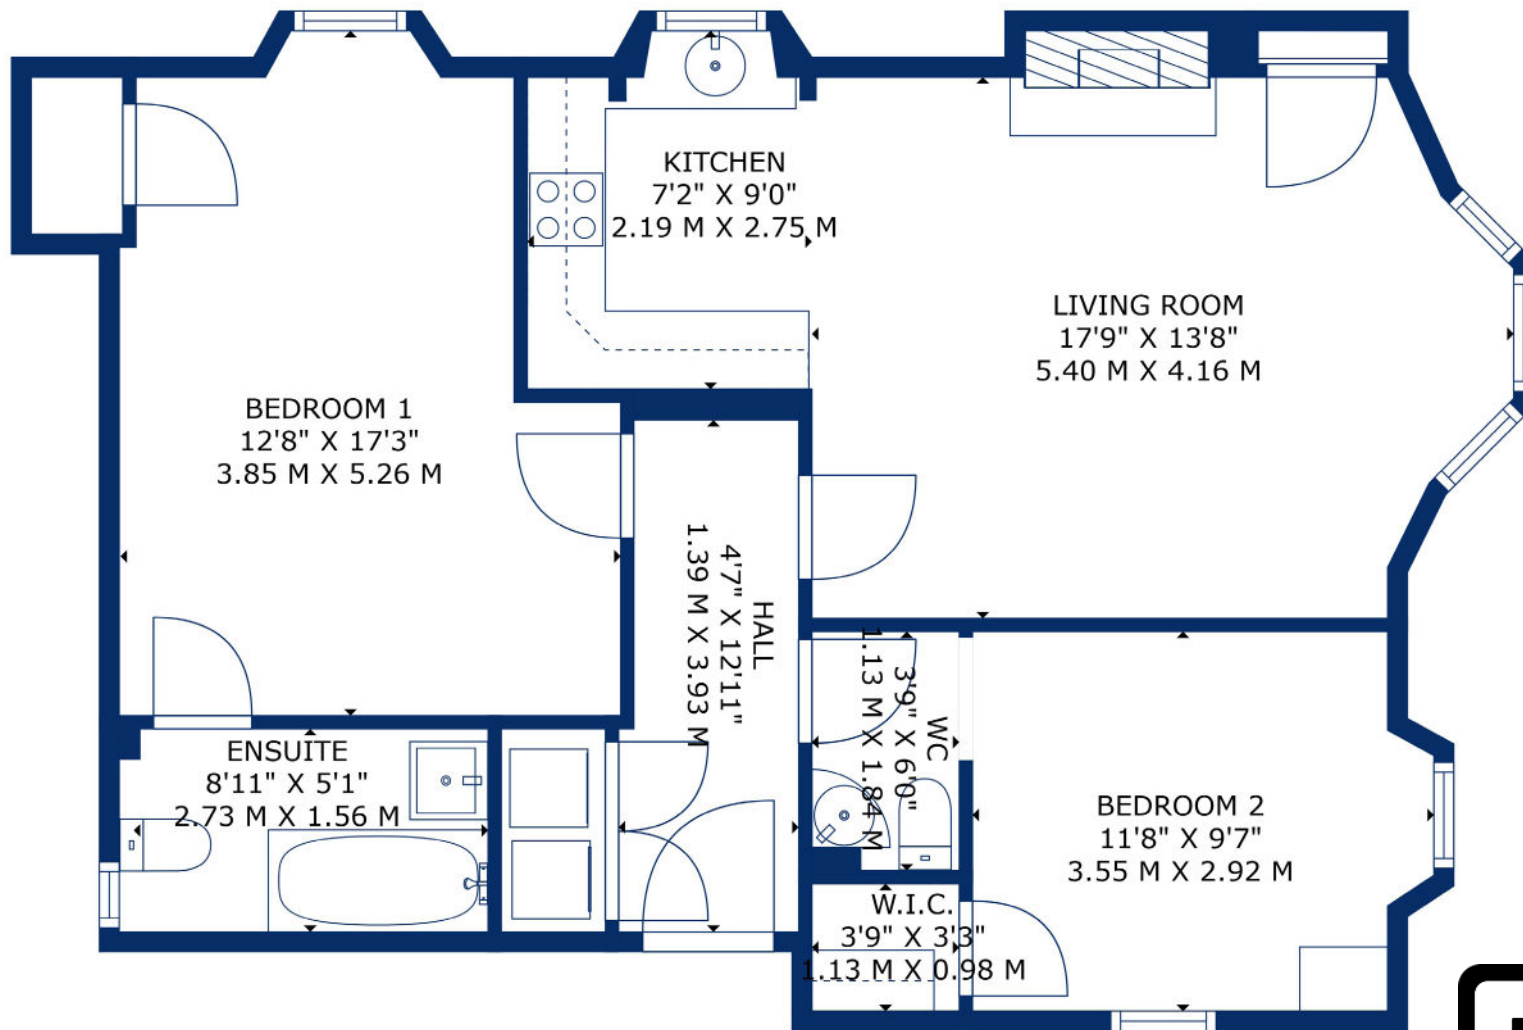 KITCHEN
7'2" X 9'0"
2.19 M X 2.75 M
LIVING ROOM
17'9" X 13'8"
5.40 M X 4.16 M
BEDROOM 1
12'8" X 17'3"
3.85 M X 5.26 M
HALL
4'7" X 12'11"
1.39 M X 3.93 M
WC
3'9" X 6'0"
1.13 M X 1.84 M
ENSUITE
8'11" X 5'1"
2.73 M X 1.56 M
BEDROOM 2
11'8" X 9'7"
3.55 M X 2.92 M
W.I.C.
3'9" X 3'3"
1.13 M X 0.98 M